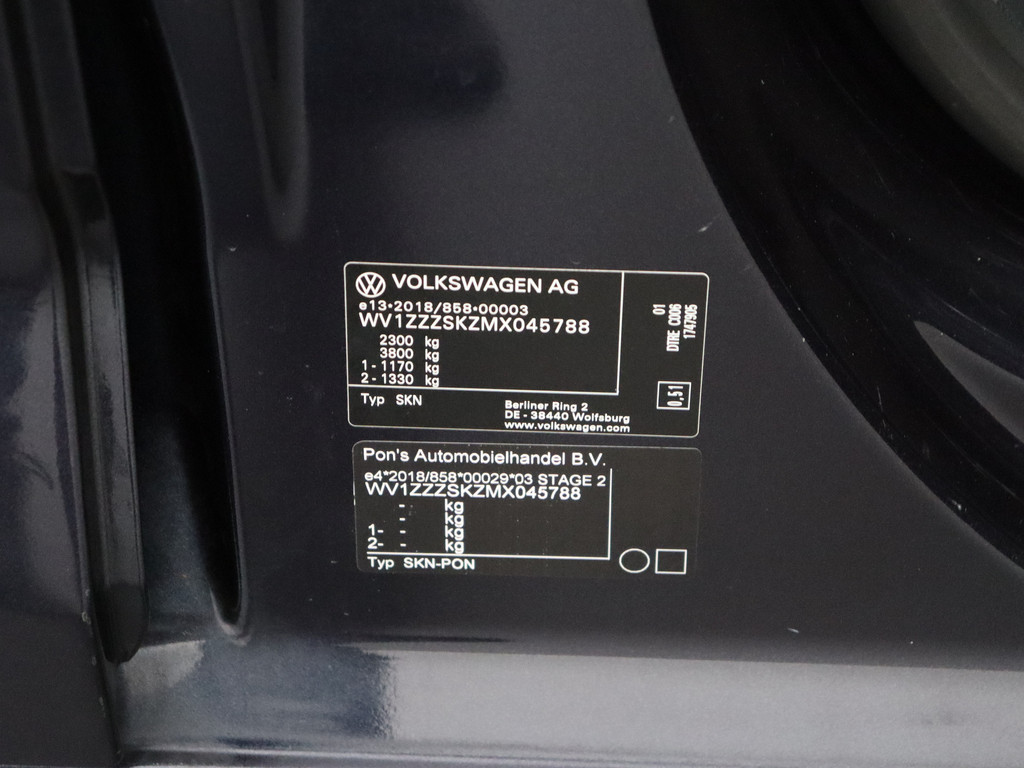 VOLKSWAGEN AG
e13*2018/858*00003
WV1ZZZSKZMX045788
2300 kg
3800 kg
1 - 1170 kg
2 - 1330 kg
Typ SKN
Berliner Ring 2
DE - 38440 Wolfsburg
www.volkswagen.com
01
DTRE C006
1747905
0,51
Pon's Automobielhandel B.V.
e4*2018/858*00029*03 STAGE 2
WV1ZZZSKZMX045788
- kg
- kg
1- - kg
2- - kg
Typ SKN-PON